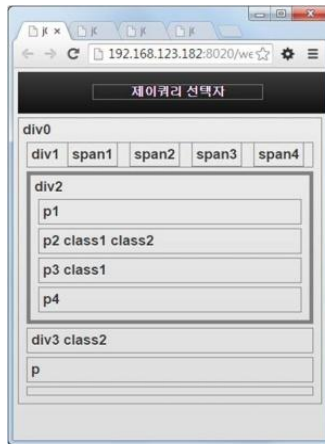 192.168.123.182:8020/we
제이쿼리 선택자
div0
div1 span1 span2 span3 span4
div2
p1
p2 class1 class2
p3 class1
p4
div3 class2
p